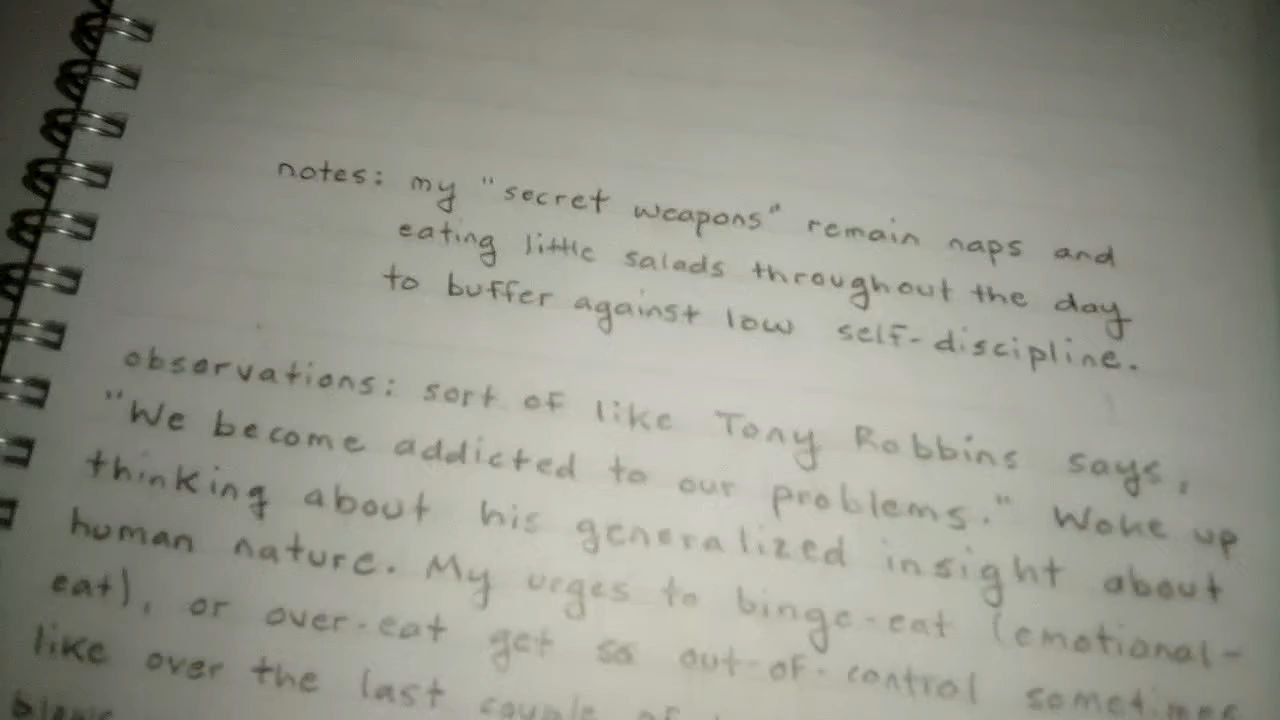 notes: my "secret weapons" remain naps and
eating little salads throughout the day
to buffer against low self-discipline.
observations: sort of like Tony Robbins says,
"We become addicted to our problems." Woke up
thinking about his generalized insight about
human nature. My urges to binge-eat (emotional-
eat), or over-eat get so out-of-control sometimes
like over the last couple of